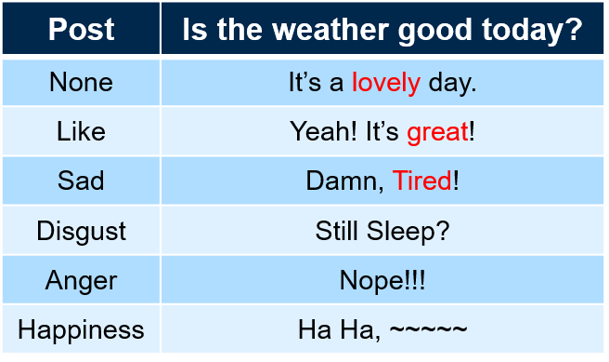 Post Is the weather good today?
None It’s a lovely day.
Like Yeah! It’s great!
Sad Damn, Tired!
Disgust Still Sleep?
Anger Nope!!!
Happiness Ha Ha, ~~~~~